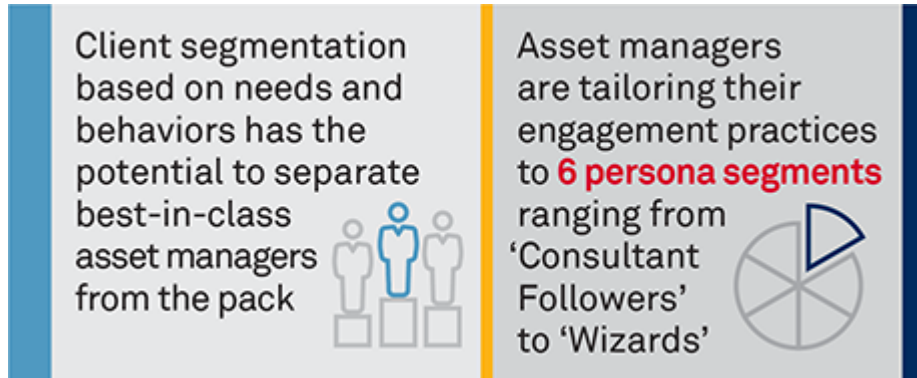 Client segmentation
based on needs and
behaviors has the
potential to separate
best-in-class
asset managers
from the pack
Asset managers
are tailoring their
engagement practices
to 6 persona segments
ranging from
‘Consultant
Followers’
to ‘Wizards’